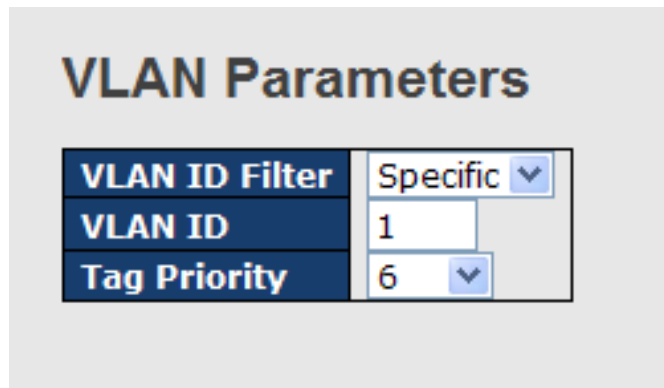 VLAN Parameters
VLAN ID Filter Specific
VLAN ID 1
Tag Priority 6